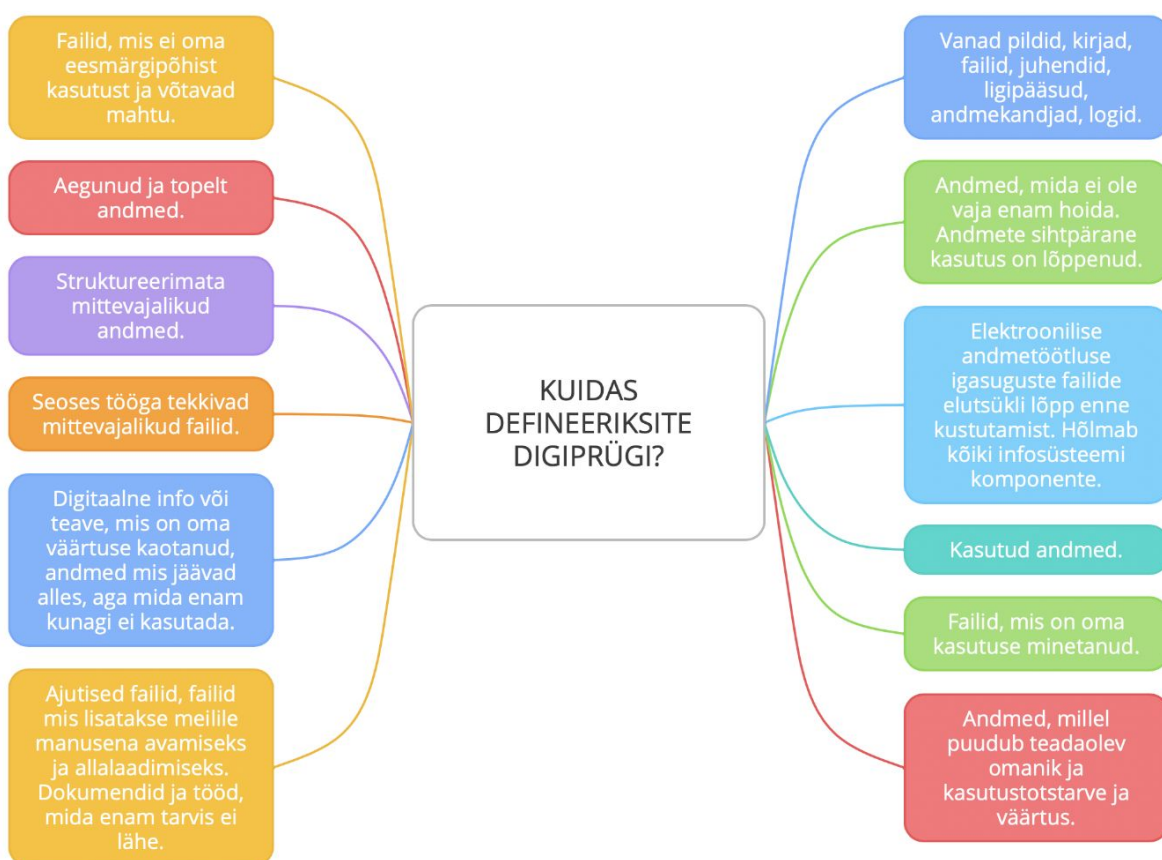 Failid, mis ei oma
eesmärgipõhist
kasutust ja võtavad
mahtu.
Aegunud ja topelt
andmed.
Struktureerimata
mittevajalikud
andmed.
Seoses tööga tekkivad
mittevajalikud failid.
Digitaalne info või
teave, mis on oma
väärtuse kaotanud,
andmed mis jäävad
alles, aga mida enam
kunagi ei kasutada.
Ajutised failid, failid
mis lisatakse meilile
manusena avamiseks
ja allalaadimiseks.
Dokumendid ja tööd,
mida enam tarvis ei
lähe.
KUIDAS
DEFINEERIKSITE
DIGIPRÜGI?
Vanad pildid, kirjad,
failid, juhendid,
ligipääsud,
andmekandjad, logid.
Andmed, mida ei ole
vaja enam hoida.
Andmete sihtpärane
kasutus on lõppenud.
Elektroonilise
andmetöötluse
igasuguste failide
elutsükli lõpp enne
kustutamist. Hõlmab
kõiki infosüsteemi
komponente.
Kasutud andmed.
Failid, mis on oma
kasutuse minetanud.
Andmed, millel
puudub teadaolev
omanik ja
kasutustotstarve ja
väärtus.